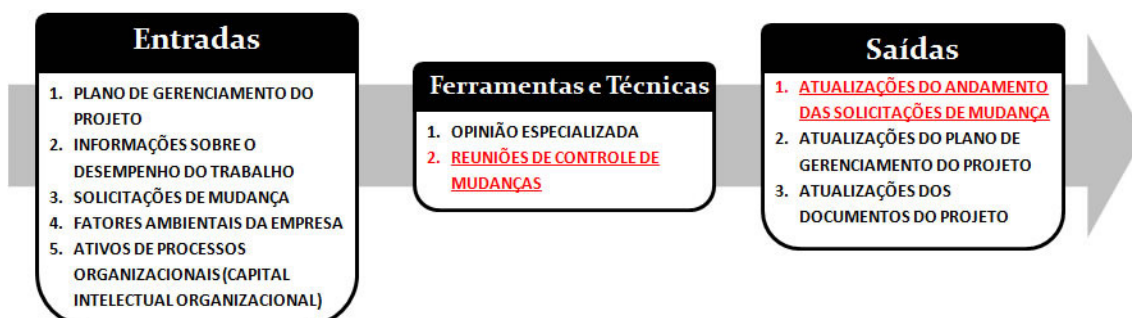 Entradas
1. PLANO DE GERENCIAMENTO DO
PROJETO
2. INFORMAÇÕES SOBRE O
DESEMPENHO DO TRABALHO
3. SOLICITAÇÕES DE MUDANÇA
4. FATORES AMBIENTAIS DA EMPRESA
5. ATIVOS DE PROCESSOS
ORGANIZACIONAIS (CAPITAL
INTELECTUAL ORGANIZACIONAL)
Ferramentas e Técnicas
1. OPINIÃO ESPECIALIZADA
2. REUNIÕES DE CONTROLE DE
MUDANÇAS
Saídas
1. ATUALIZAÇÕES DO ANDAMENTO
DAS SOLICITAÇÕES DE MUDANÇA
2. ATUALIZAÇÕES DO PLANO DE
GERENCIAMENTO DO PROJETO
3. ATUALIZAÇÕES DOS
DOCUMENTOS DO PROJETO